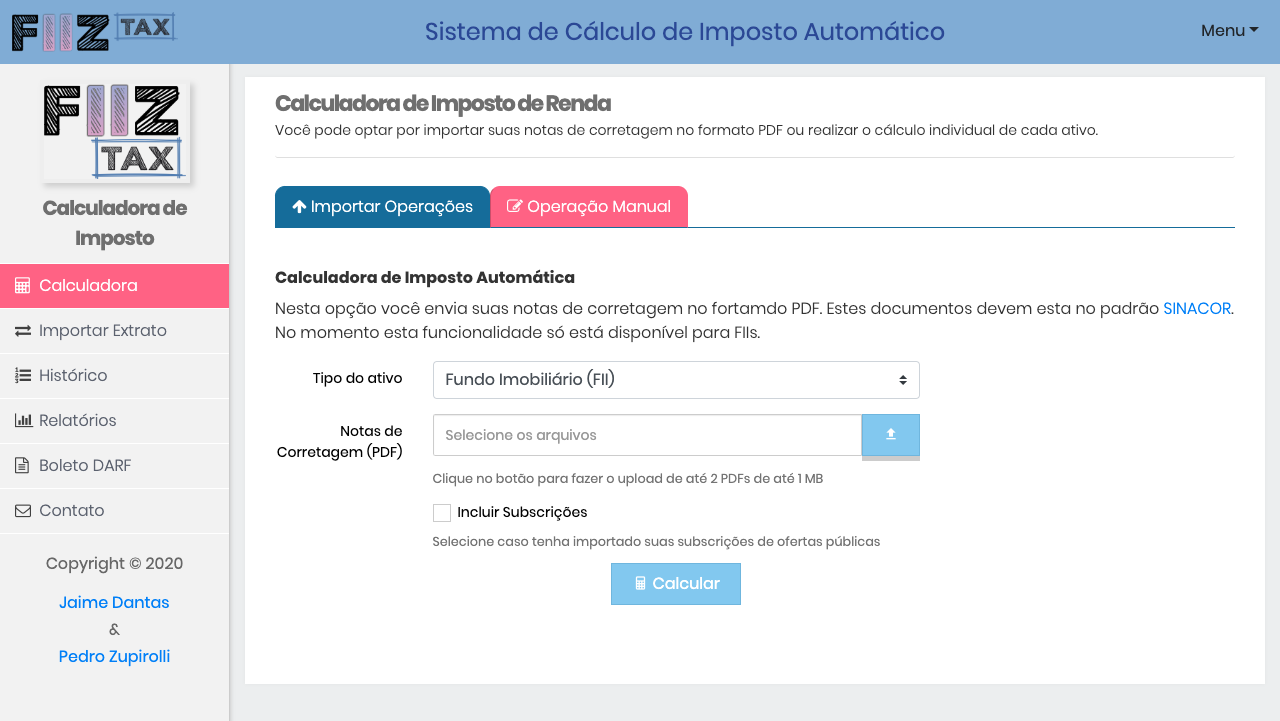 FIIZ TAX
Sistema de Cálculo de Imposto Automático
Menu
FIIZ
TAX
Calculadora de
Imposto
Calculadora
Importar Extrato
Histórico
Relatórios
Boleto DARF
Contato
Copyright © 2020
Jaime Dantas
&
Pedro Zupirolli
Calculadora de Imposto de Renda
Você pode optar por importar suas notas de corretagem no formato PDF ou realizar o cálculo individual de cada ativo.
Importar Operações
Operação Manual
Calculadora de Imposto Automática
Nesta opção você envia suas notas de corretagem no fortamdo PDF. Estes documentos devem esta no padrão SINACOR.
No momento esta funcionalidade só está disponível para FIIs.
Tipo do ativo
Fundo Imobiliário (FII)
Notas de
Corretagem (PDF)
Selecione os arquivos
Clique no botão para fazer o upload de até 2 PDFs de até 1 MB
Incluir Subscrições
Selecione caso tenha importado suas subscrições de ofertas públicas
Calcular